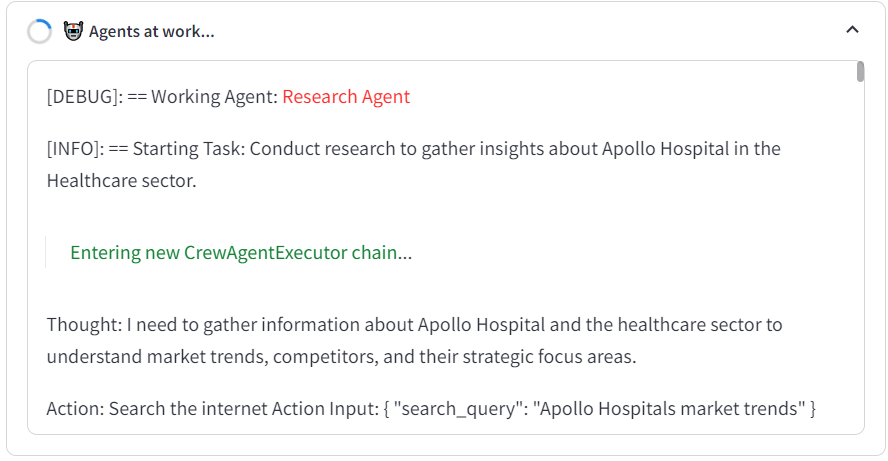 Agents at work...
[DEBUG]: == Working Agent: Research Agent
[INFO]: == Starting Task: Conduct research to gather insights about Apollo Hospital in the
Healthcare sector.
Entering new CrewAgentExecutor chain...
Thought: I need to gather information about Apollo Hospital and the healthcare sector to
understand market trends, competitors, and their strategic focus areas.
Action: Search the internet Action Input: { "search_query": "Apollo Hospitals market trends" }